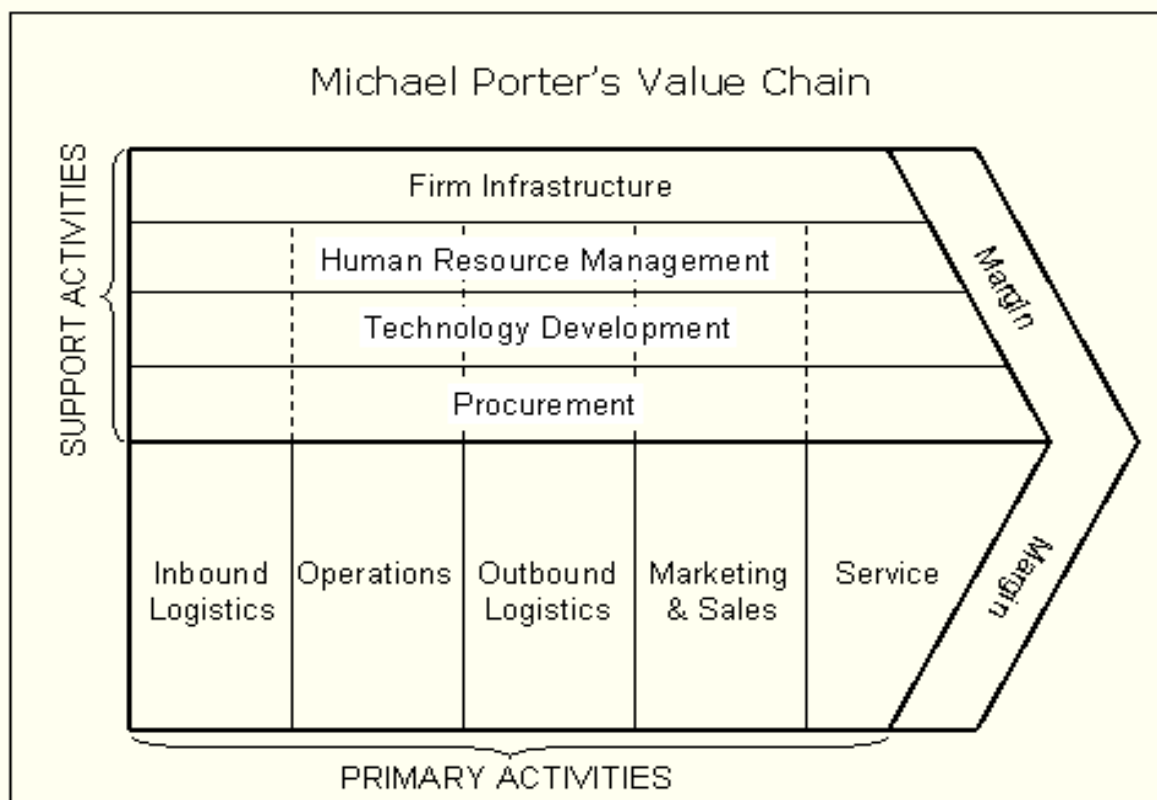 Michael Porter's Value Chain
SUPPORT ACTIVITIES
Firm Infrastructure
Human Resource Management
Technology Development
Procurement
Margin
Inbound
Logistics
Operations
Outbound
Logistics
Marketing
& Sales
Service
Margin
PRIMARY ACTIVITIES